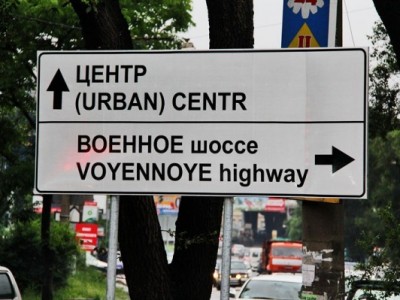 ЦЕНТР
(URBAN) CENTR
ВОЕННОЕ шоссе
VOYENNOYE highway